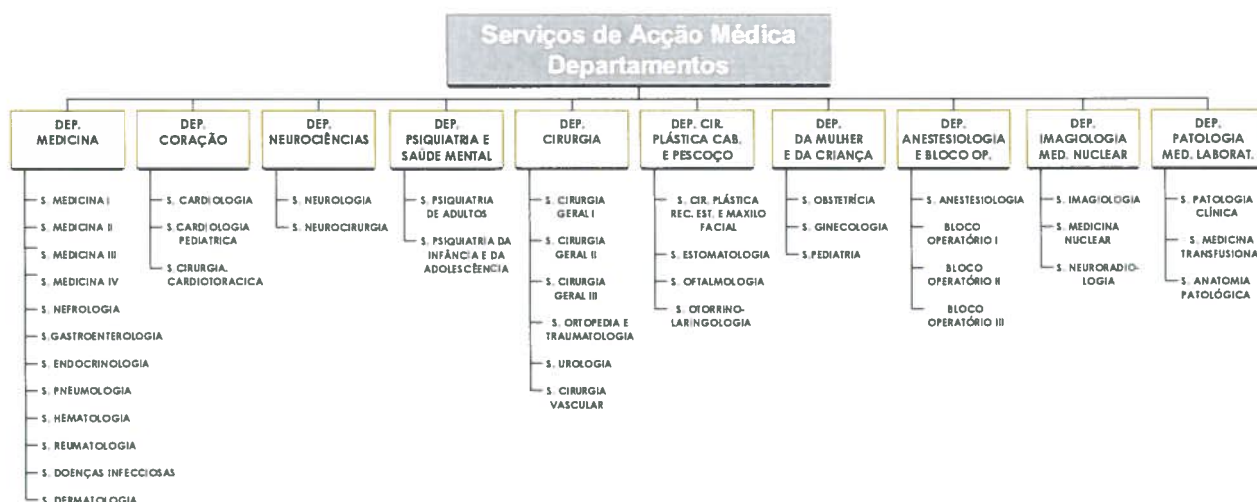 Serviços de Acção Médica
Departamentos
DEP.
MEDICINA
S. MEDICINA I
S. MEDICINA II
S. MEDICINA III
S. MEDICINA IV
S. NEFROLOGIA
S. GASTROENTEROLOGIA
S. ENDOCRINOLOGIA
S. PNEUMOLOGIA
S. HEMATOLOGIA
S. REUMATOLOGIA
S. DOENÇAS INFECCIOSAS
S. DERMATOLOGIA
DEP.
CORAÇÃO
S. CARDIOLOGIA
S. CARDIOLOGIA
PEDIATRICA
S. CIRURGIA.
CARDIOTORACICA
DEP.
NEUROCIÊNCIAS
S. NEUROLOGIA
S. NEUROCIRURGIA
DEP.
PSIQUIATRIA E
SAÚDE MENTAL
S. PSIQUIATRIA
DE ADULTOS
S. PSIQUIATRIA DA
INFÂNCIA E DA
ADOLESCÊENCIA
DEP.
CIRURGIA
S. CIRURGIA
GERAL I
S. CIRURGIA
GERAL II
S. CIRURGIA
GERAL III
S. ORTOPEDIA E
TRAUMATOLOGIA
S. UROLOGIA
S. CIRURGIA
VASCULAR
DEP. CIR.
PLÁSTICA CAB.
E PESCOÇO
S. CIR. PLÁSTICA
REC. EST. E MAXILO
FACIAL
S. ESTOMATOLOGIA
S. OFTALMOLOGIA
S. OTORRINO-
LARINGOLOGIA
DEP.
DA MULHER
E DA CRIANÇA
S. OBSTETRÍCIA
S. GINECOLOGIA
S.PEDIATRIA
DEP.
ANESTESIOLOGIA
E BLOCO OP.
S. ANESTESIOLOGIA
BLOCO
OPERATÓRIO I
BLOCO
OPERATÓRIO II
BLOCO
OPERATÓRIO III
DEP.
IMAGIOLOGIA
MED. NUCLEAR
S. IMAGIOLOGIA
S. MEDICINA
NUCLEAR
S. NEURORADIO-
LOGIA
DEP.
PATOLOGIA
MED. LABORAT.
S. PATOLOGIA
CLÍNICA
S. MEDICINA
TRANSFUSIONA
S. ANATOMIA
PATOLÓGICA